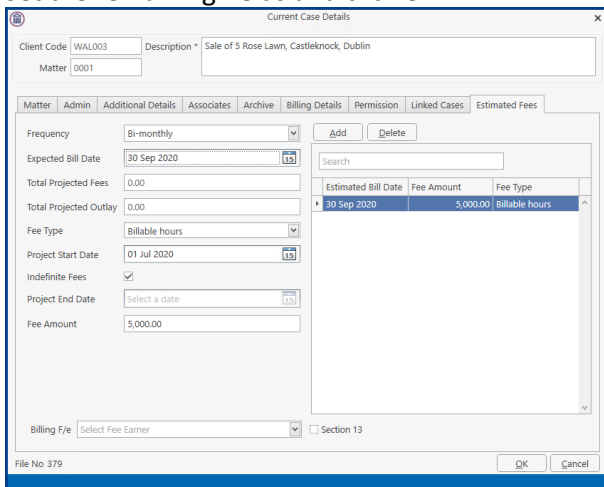 Current Case Details
Client Code WAL003 Description * Sale of 5 Rose Lawn, Castleknock, Dublin
Matter 0001
Matter Admin Additional Details Associates Archive Billing Details Permission Linked Cases Estimated Fees
Frequency Bi-monthly Add Delete
Expected Bill Date 30 Sep 2020 15 Search
Total Projected Fees 0.00
Estimated Bill Date Fee Amount Fee Type
Total Projected Outlay 0.00 30 Sep 2020 5,000.00 Billable hours
Fee Type Billable hours
Project Start Date 01 Jul 2020 15
Indefinite Fees
Project End Date Select a date 15
Fee Amount 5,000.00
Billing F/e Select Fee Earner Section 13
File No 379 OK Cancel